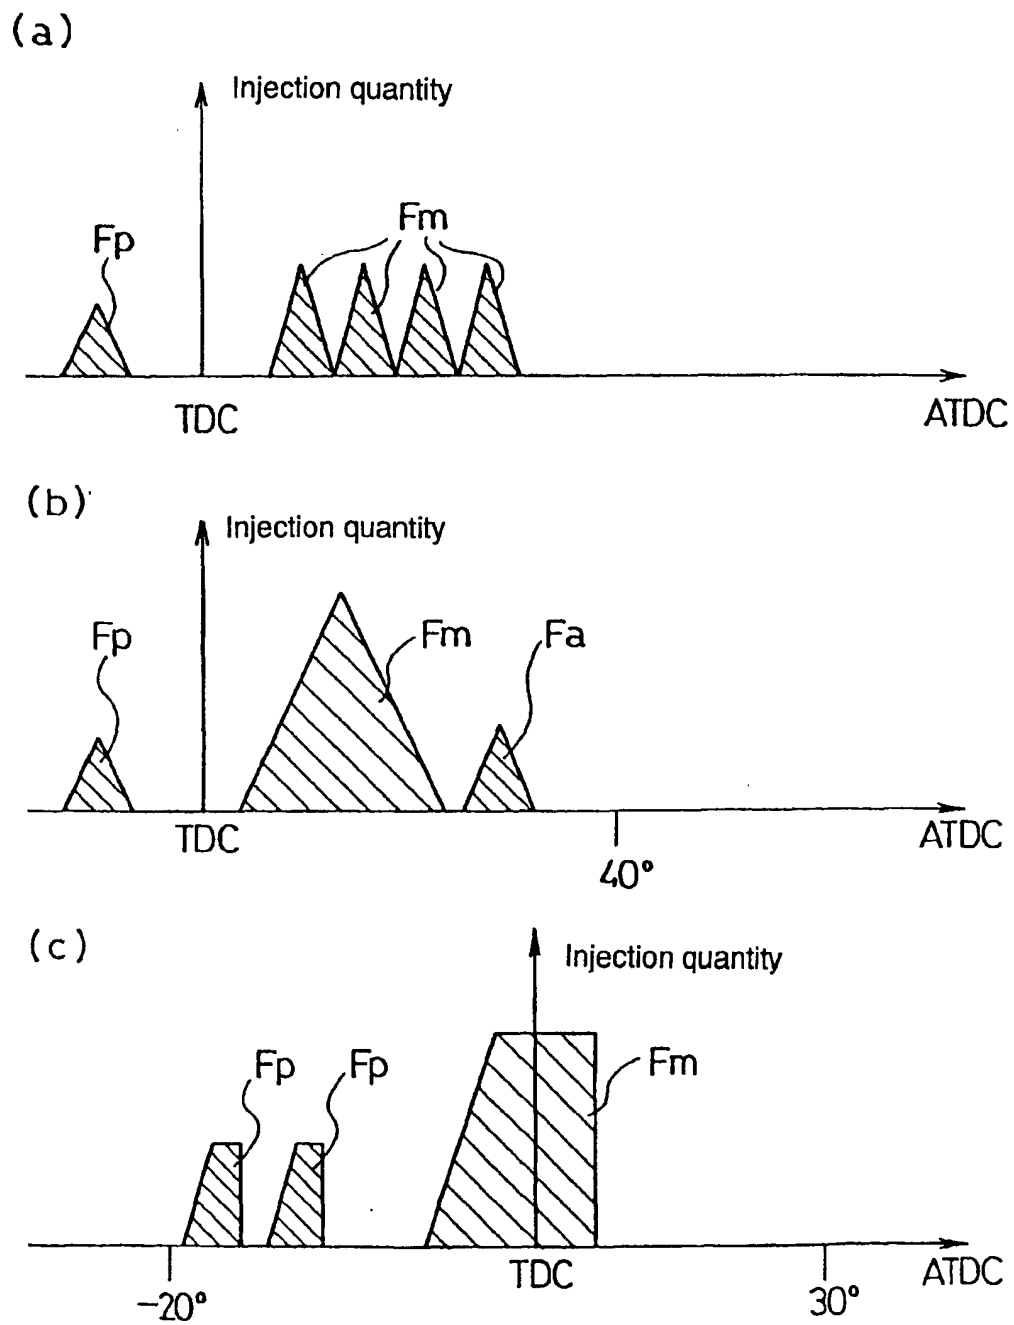 (a)
Injection quantity
Fp
Fm
TDC
ATDC
(b)
Injection quantity
Fp
Fm
Fa
TDC
ATDC
40°
(c)
Injection quantity
Fp
Fp
Fm
TDC
ATDC
-20°
30°